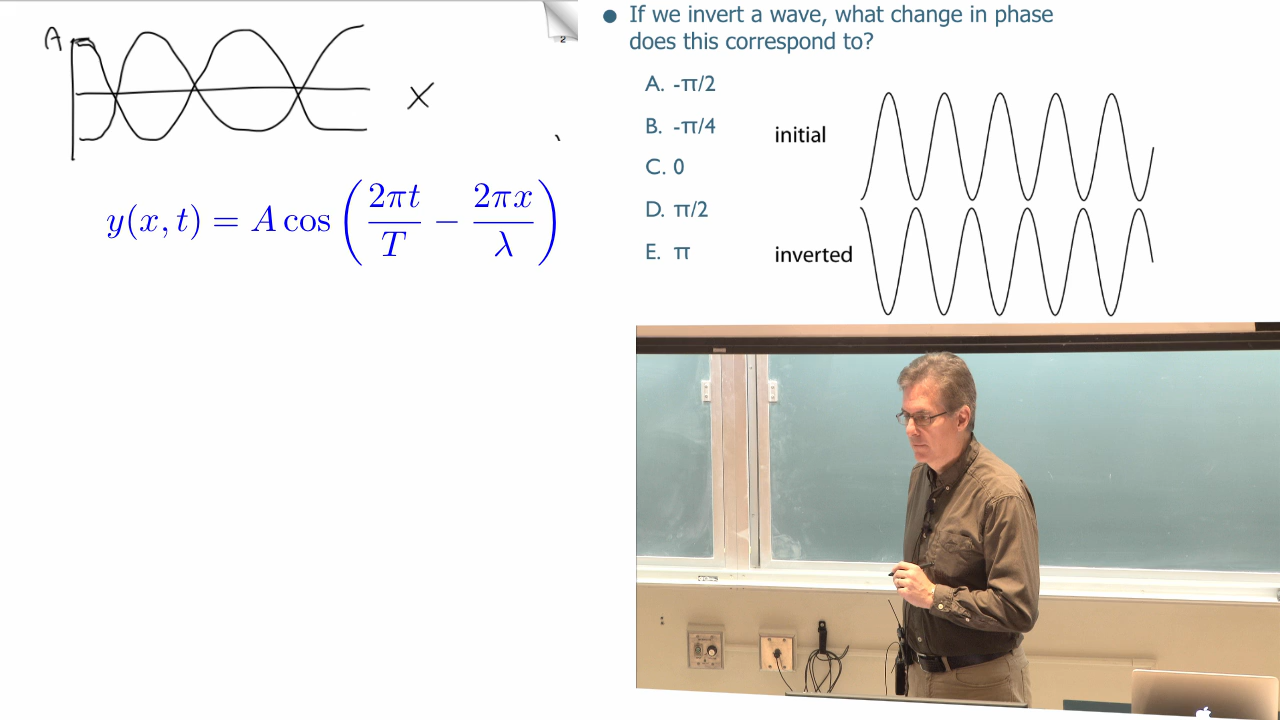 A
2
x
y(x, t) = A cos (2πt/T − 2πx/λ)
● If we invert a wave, what change in phase
does this correspond to?
A. -π/2
B. -π/4
C. 0
D. π/2
E. π
initial
inverted